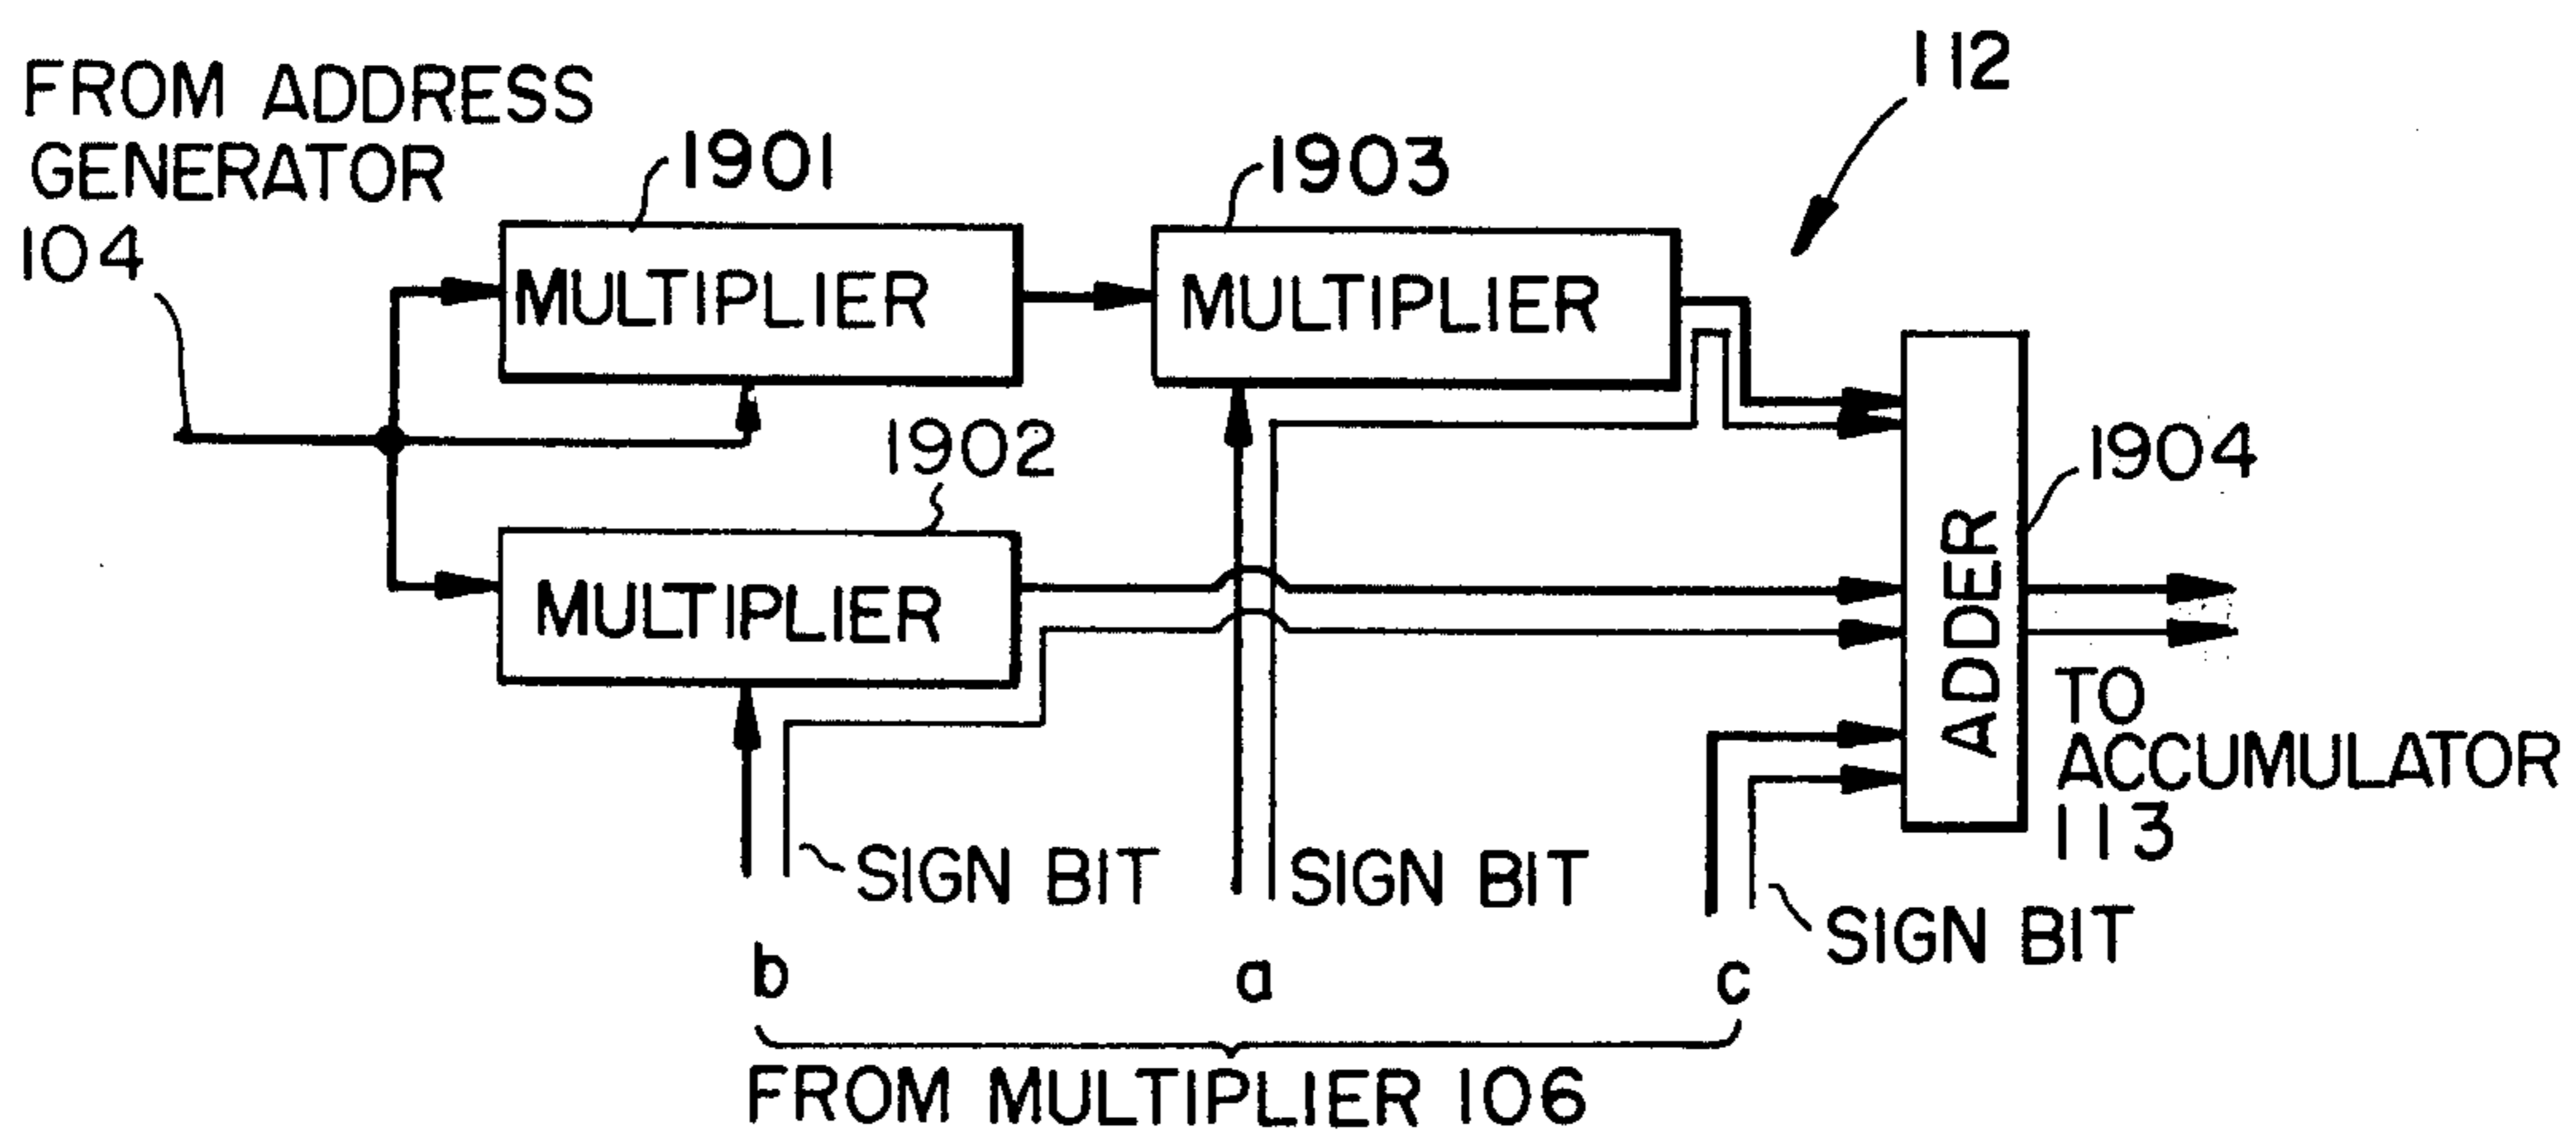 FROM ADDRESS
GENERATOR
104
1901
1903
112
MULTIPLIER
MULTIPLIER
1902
1904
MULTIPLIER
ADDER
TO
ACCUMULATOR
113
SIGN BIT
SIGN BIT
SIGN BIT
b
a
c
FROM MULTIPLIER 106